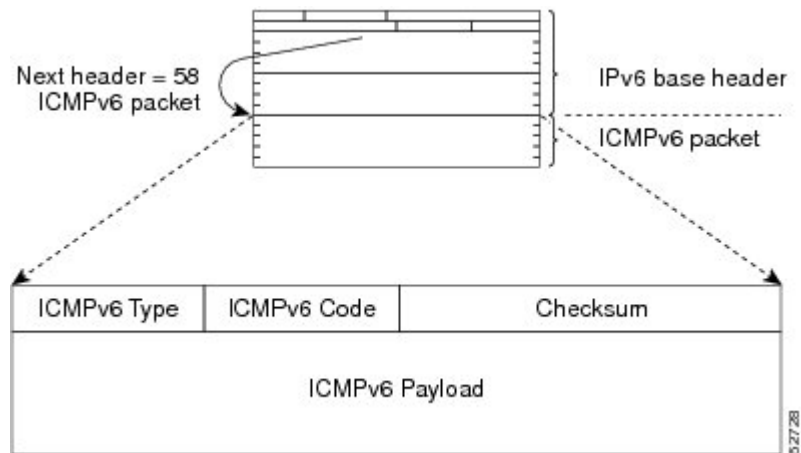 Next header = 58
ICMPv6 packet
IPv6 base header
ICMPv6 packet
ICMPv6 Type
ICMPv6 Code
Checksum
ICMPv6 Payload
52728